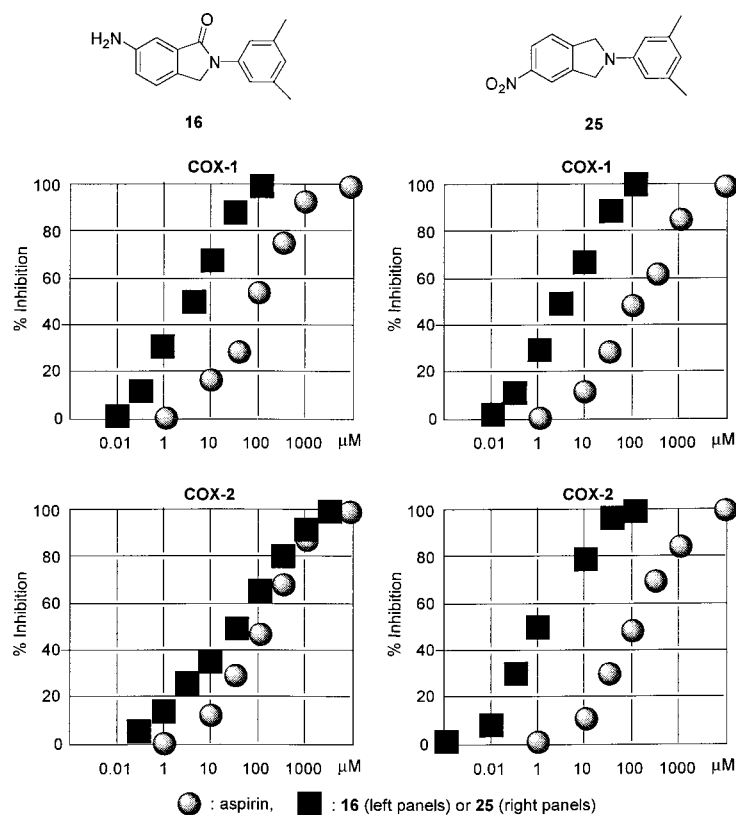 O
H₂N
N
16
N
O₂N
25
COX-1
% Inhibition
100
80
60
40
20
0
0.01 1 10 100 1000 µM
COX-1
% Inhibition
100
80
60
40
20
0
0.01 1 10 100 1000 µM
COX-2
% Inhibition
100
80
60
40
20
0
0.01 1 10 100 1000 µM
COX-2
% Inhibition
100
80
60
40
20
0
0.01 1 10 100 1000 µM
: aspirin, : 16 (left panels) or 25 (right panels)